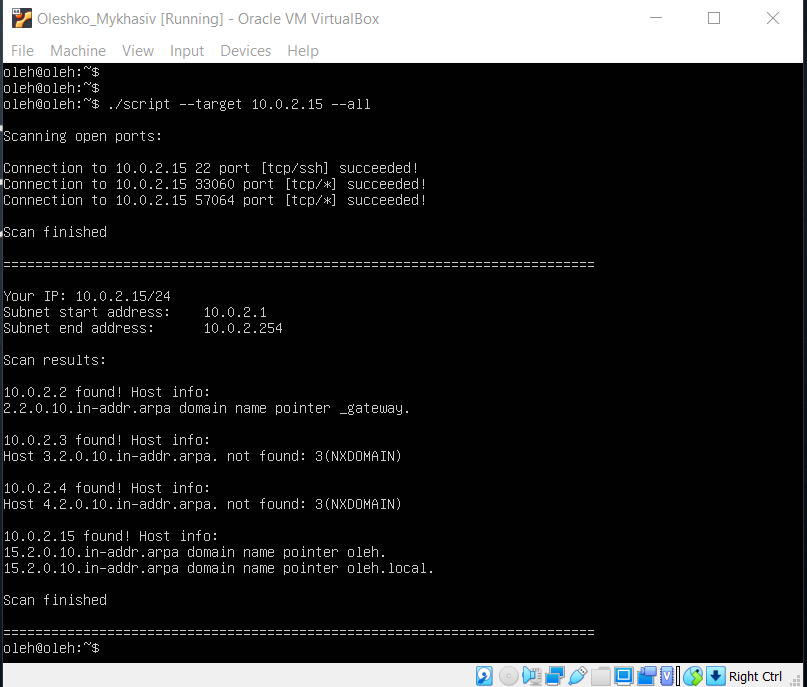 Oleshko_Mykhasiv [Running] - Oracle VM VirtualBox
File Machine View Input Devices Help
oleh@oleh:~$
oleh@oleh:~$
oleh@oleh:~$ ./script --target 10.0.2.15 --all
Scanning open ports:
Connection to 10.0.2.15 22 port [tcp/ssh] succeeded!
Connection to 10.0.2.15 33060 port [tcp/*] succeeded!
Connection to 10.0.2.15 57064 port [tcp/*] succeeded!
Scan finished
==========================================================================
Your IP: 10.0.2.15/24
Subnet start address:    10.0.2.1
Subnet end address:      10.0.2.254
Scan results:
10.0.2.2 found! Host info:
2.2.0.10.in-addr.arpa domain name pointer _gateway.
10.0.2.3 found! Host info:
Host 3.2.0.10.in-addr.arpa. not found: 3(NXDOMAIN)
10.0.2.4 found! Host info:
Host 4.2.0.10.in-addr.arpa. not found: 3(NXDOMAIN)
10.0.2.15 found! Host info:
15.2.0.10.in-addr.arpa domain name pointer oleh.
15.2.0.10.in-addr.arpa domain name pointer oleh.local.
Scan finished
==========================================================================
oleh@oleh:~$
Right Ctrl